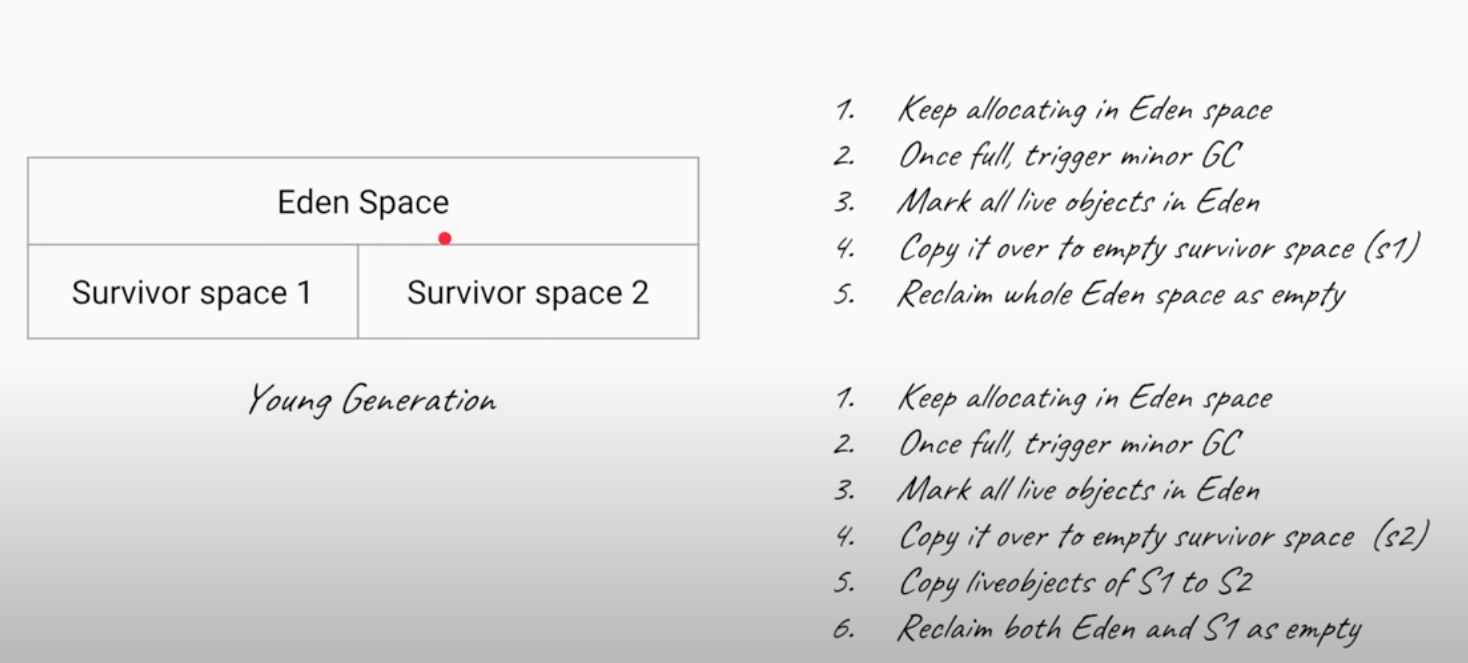 Eden Space
Survivor space 1
Survivor space 2
Young Generation
1. Keep allocating in Eden space
2. Once full, trigger minor GC
3. Mark all live objects in Eden
4. Copy it over to empty survivor space (s1)
5. Reclaim whole Eden space as empty
1. Keep allocating in Eden space
2. Once full, trigger minor GC
3. Mark all live objects in Eden
4. Copy it over to empty survivor space (s2)
5. Copy liveobjects of S1 to S2
6. Reclaim both Eden and S1 as empty